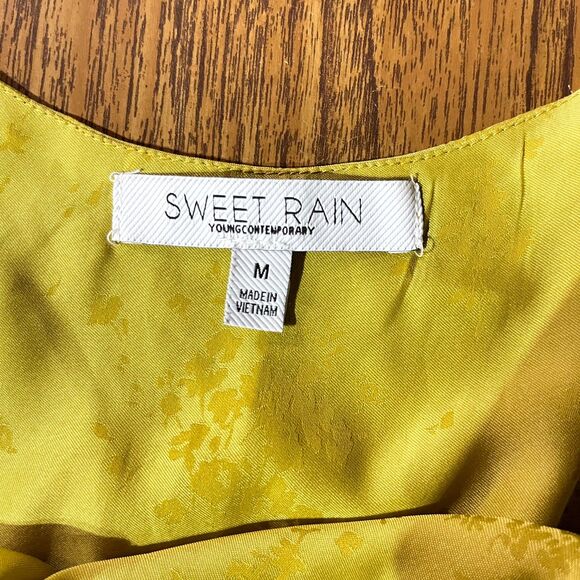 SWEET RAIN
YOUNGCONTEMPORARY
M
MADE IN
VIETNAM